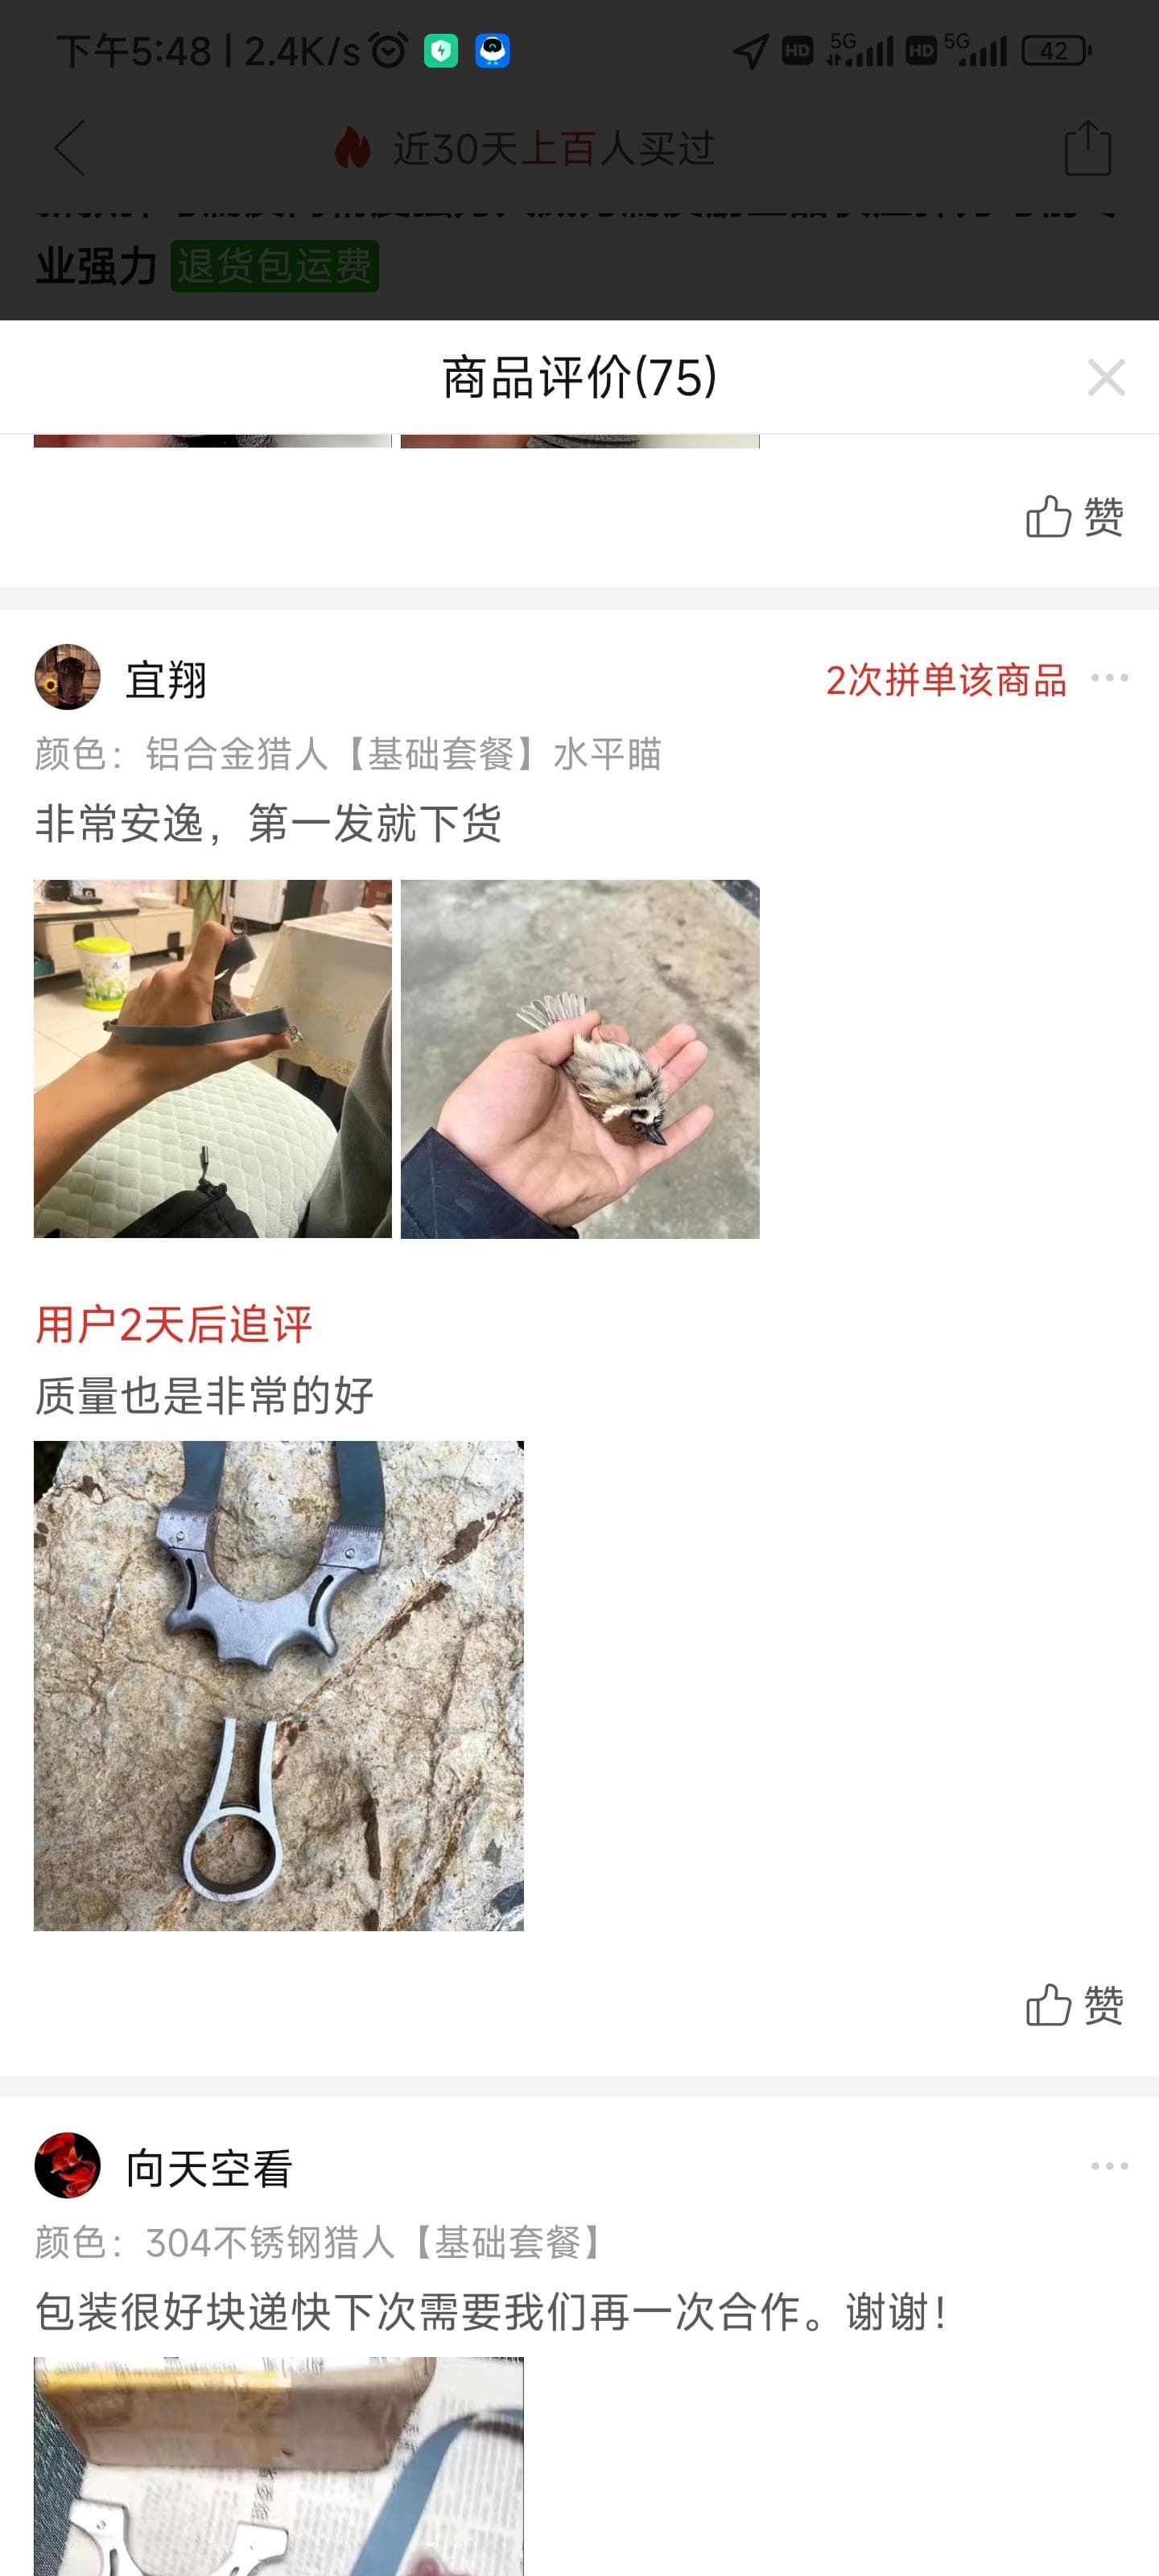 下午5:48 | 2.4K/s
HD 5G HD 5G 42
近30天上百人买过
业强力 退货包运费
商品评价(75)
赞
宜翔
2次拼单该商品
颜色：铝合金猎人【基础套餐】水平瞄
非常安逸，第一发就下货
用户2天后追评
质量也是非常的好
赞
向天空看
颜色：304不锈钢猎人【基础套餐】
包装很好块递快下次需要我们再一次合作。谢谢！